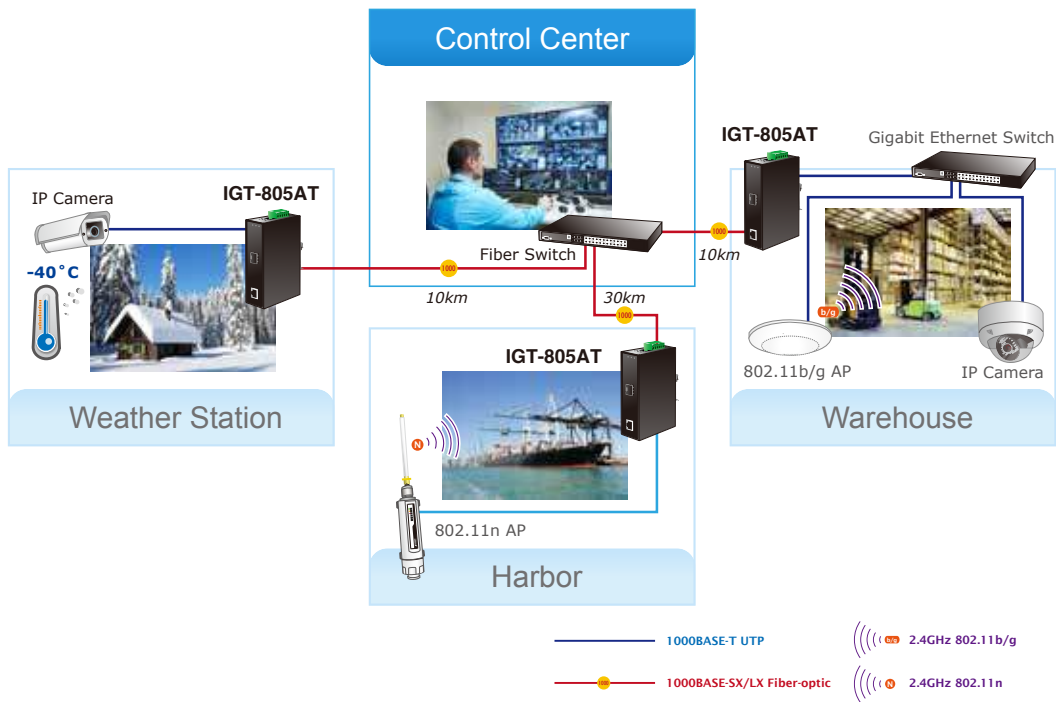 Control Center
Fiber Switch
IP Camera
IGT-805AT
-40˚C
1000
10km
Weather Station
30km
1000
IGT-805AT
N
802.11n AP
Harbor
IGT-805AT
Gigabit Ethernet Switch
1000
10km
b/g
802.11b/g AP
IP Camera
Warehouse
1000BASE-T UTP
b/g 2.4GHz 802.11b/g
1000 1000BASE-SX/LX Fiber-optic
N 2.4GHz 802.11n